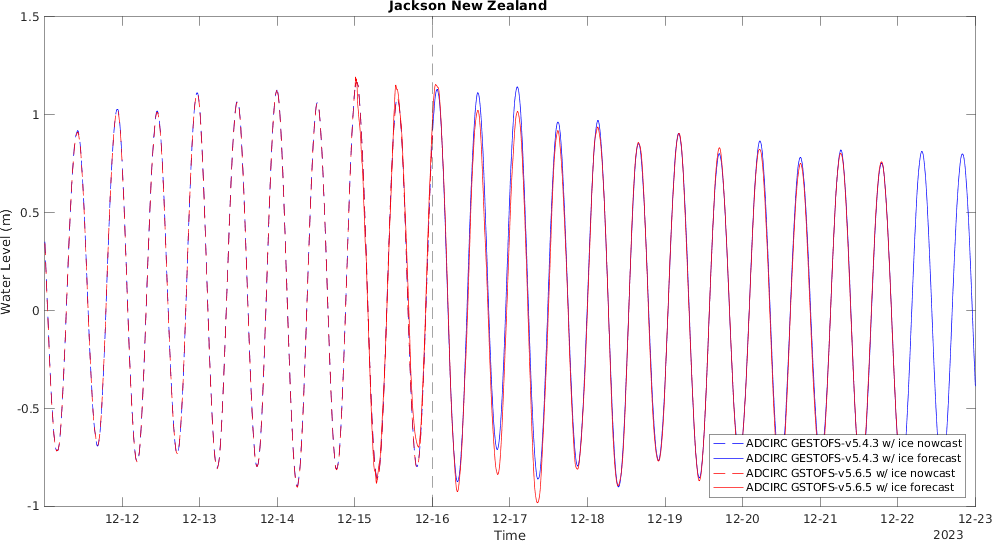 Jackson New Zealand
1.5
1
0.5
0
-0.5
-1
Water Level (m)
12-12
12-13
12-14
12-15
12-16
12-17
12-18
12-19
12-20
12-21
12-22
12-23
Time
2023
ADCIRC GESTOFS-v5.4.3 w/ ice nowcast
ADCIRC GESTOFS-v5.4.3 w/ ice forecast
ADCIRC GSTOFS-v5.6.5 w/ ice nowcast
ADCIRC GSTOFS-v5.6.5 w/ ice forecast